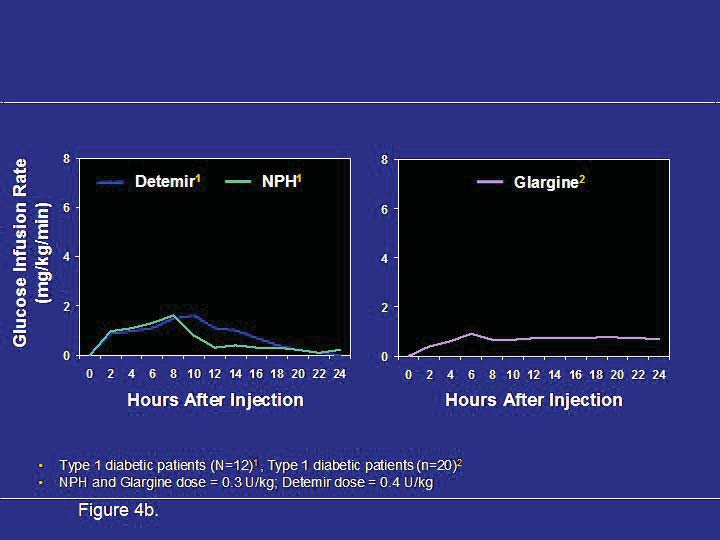 Glucose Infusion Rate
(mg/kg/min)
8
6
4
2
0
Detemir1
NPH1
0 2 4 6 8 10 12 14 16 18 20 22 24
Hours After Injection
8
6
4
2
0
Glargine2
0 2 4 6 8 10 12 14 16 18 20 22 24
Hours After Injection
• Type 1 diabetic patients (N=12)1, Type 1 diabetic patients (n=20)2
• NPH and Glargine dose = 0.3 U/kg; Detemir dose = 0.4 U/kg
Figure 4b.